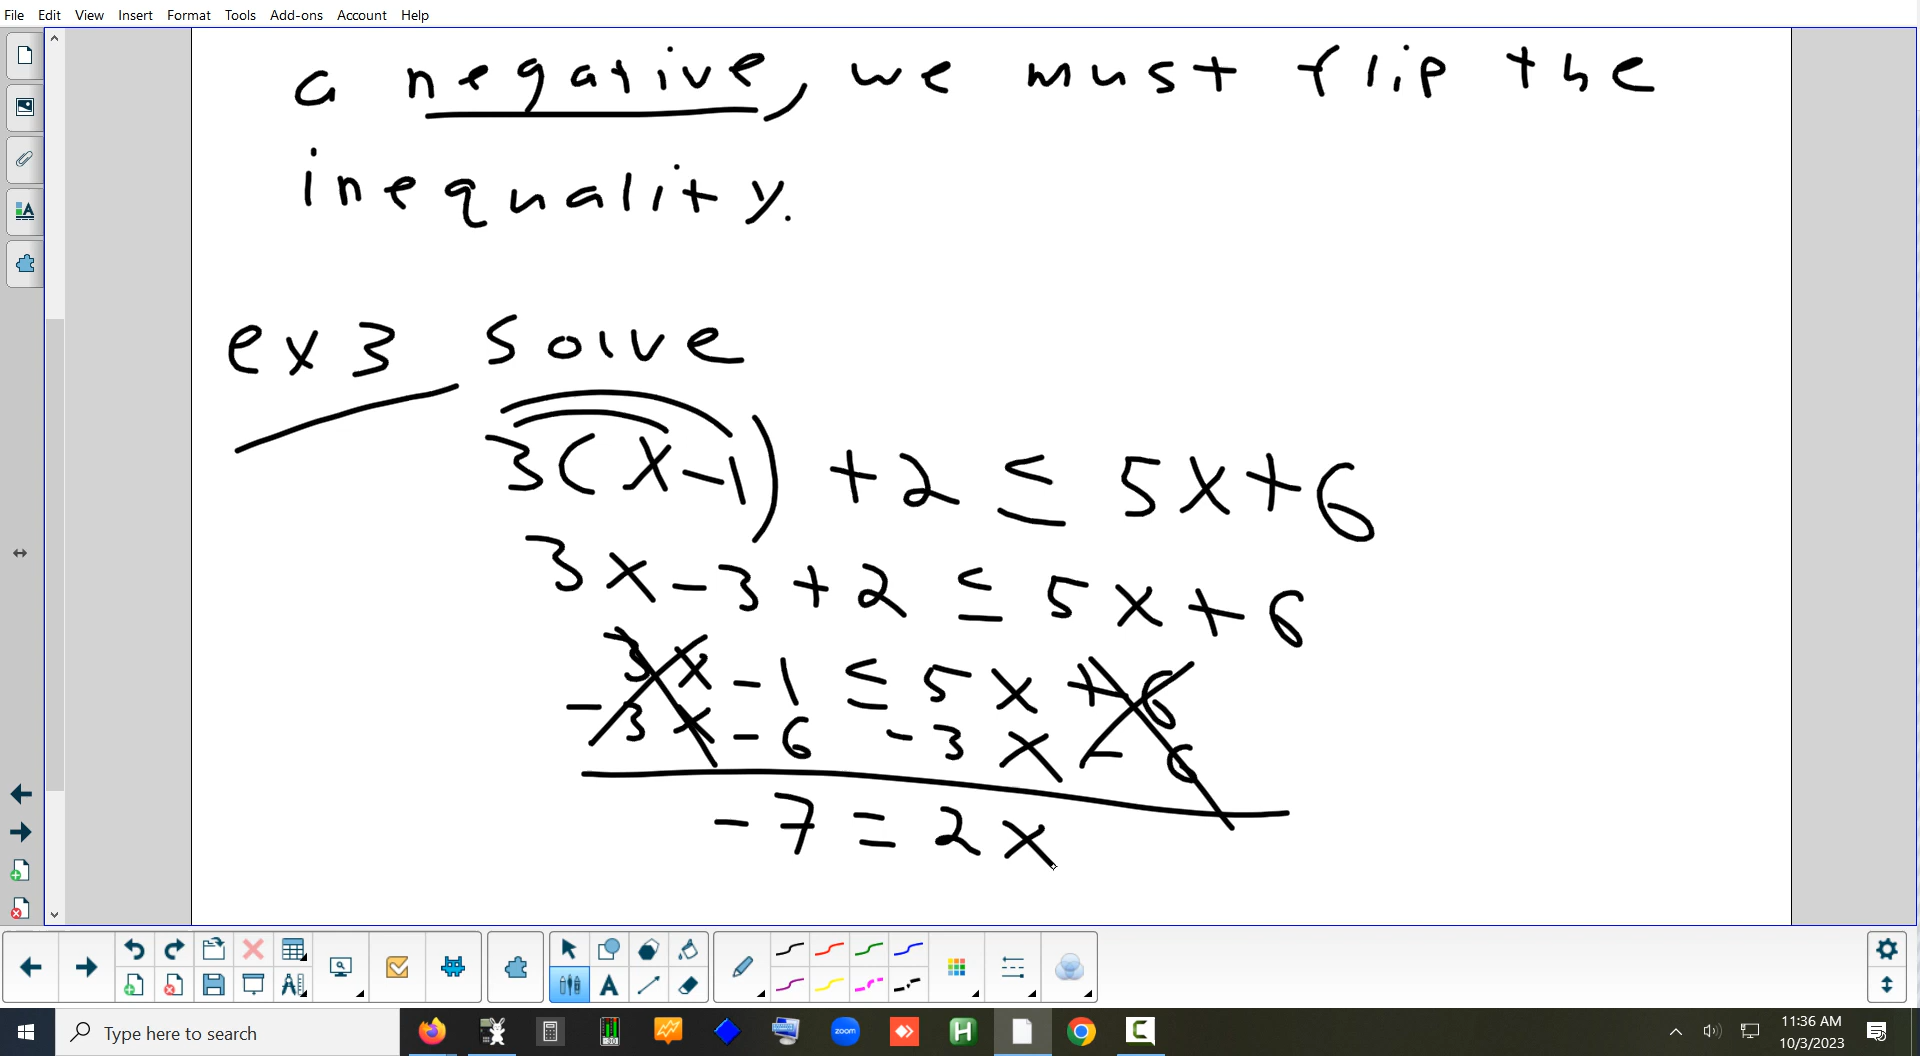 File Edit View Insert Format Tools Add-ons Account Help
a negative, we must flip the
inequality.
ex 3 solve
3(x-1) +2 ≤ 5x+6
3x-3+2 ≤ 5x+6
3x-1 ≤ 5x+6
-3x-6 -3x-6
-7 = 2x
Type here to search
zoom
11:36 AM
10/3/2023